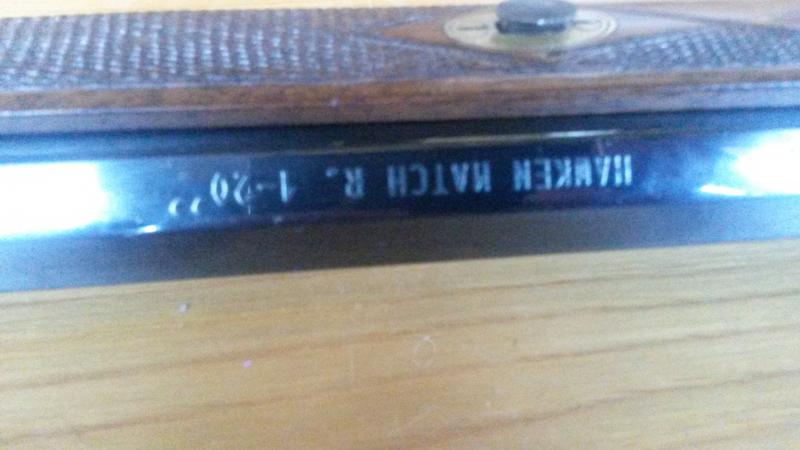 HAWKEN MATCH R. 1-20"